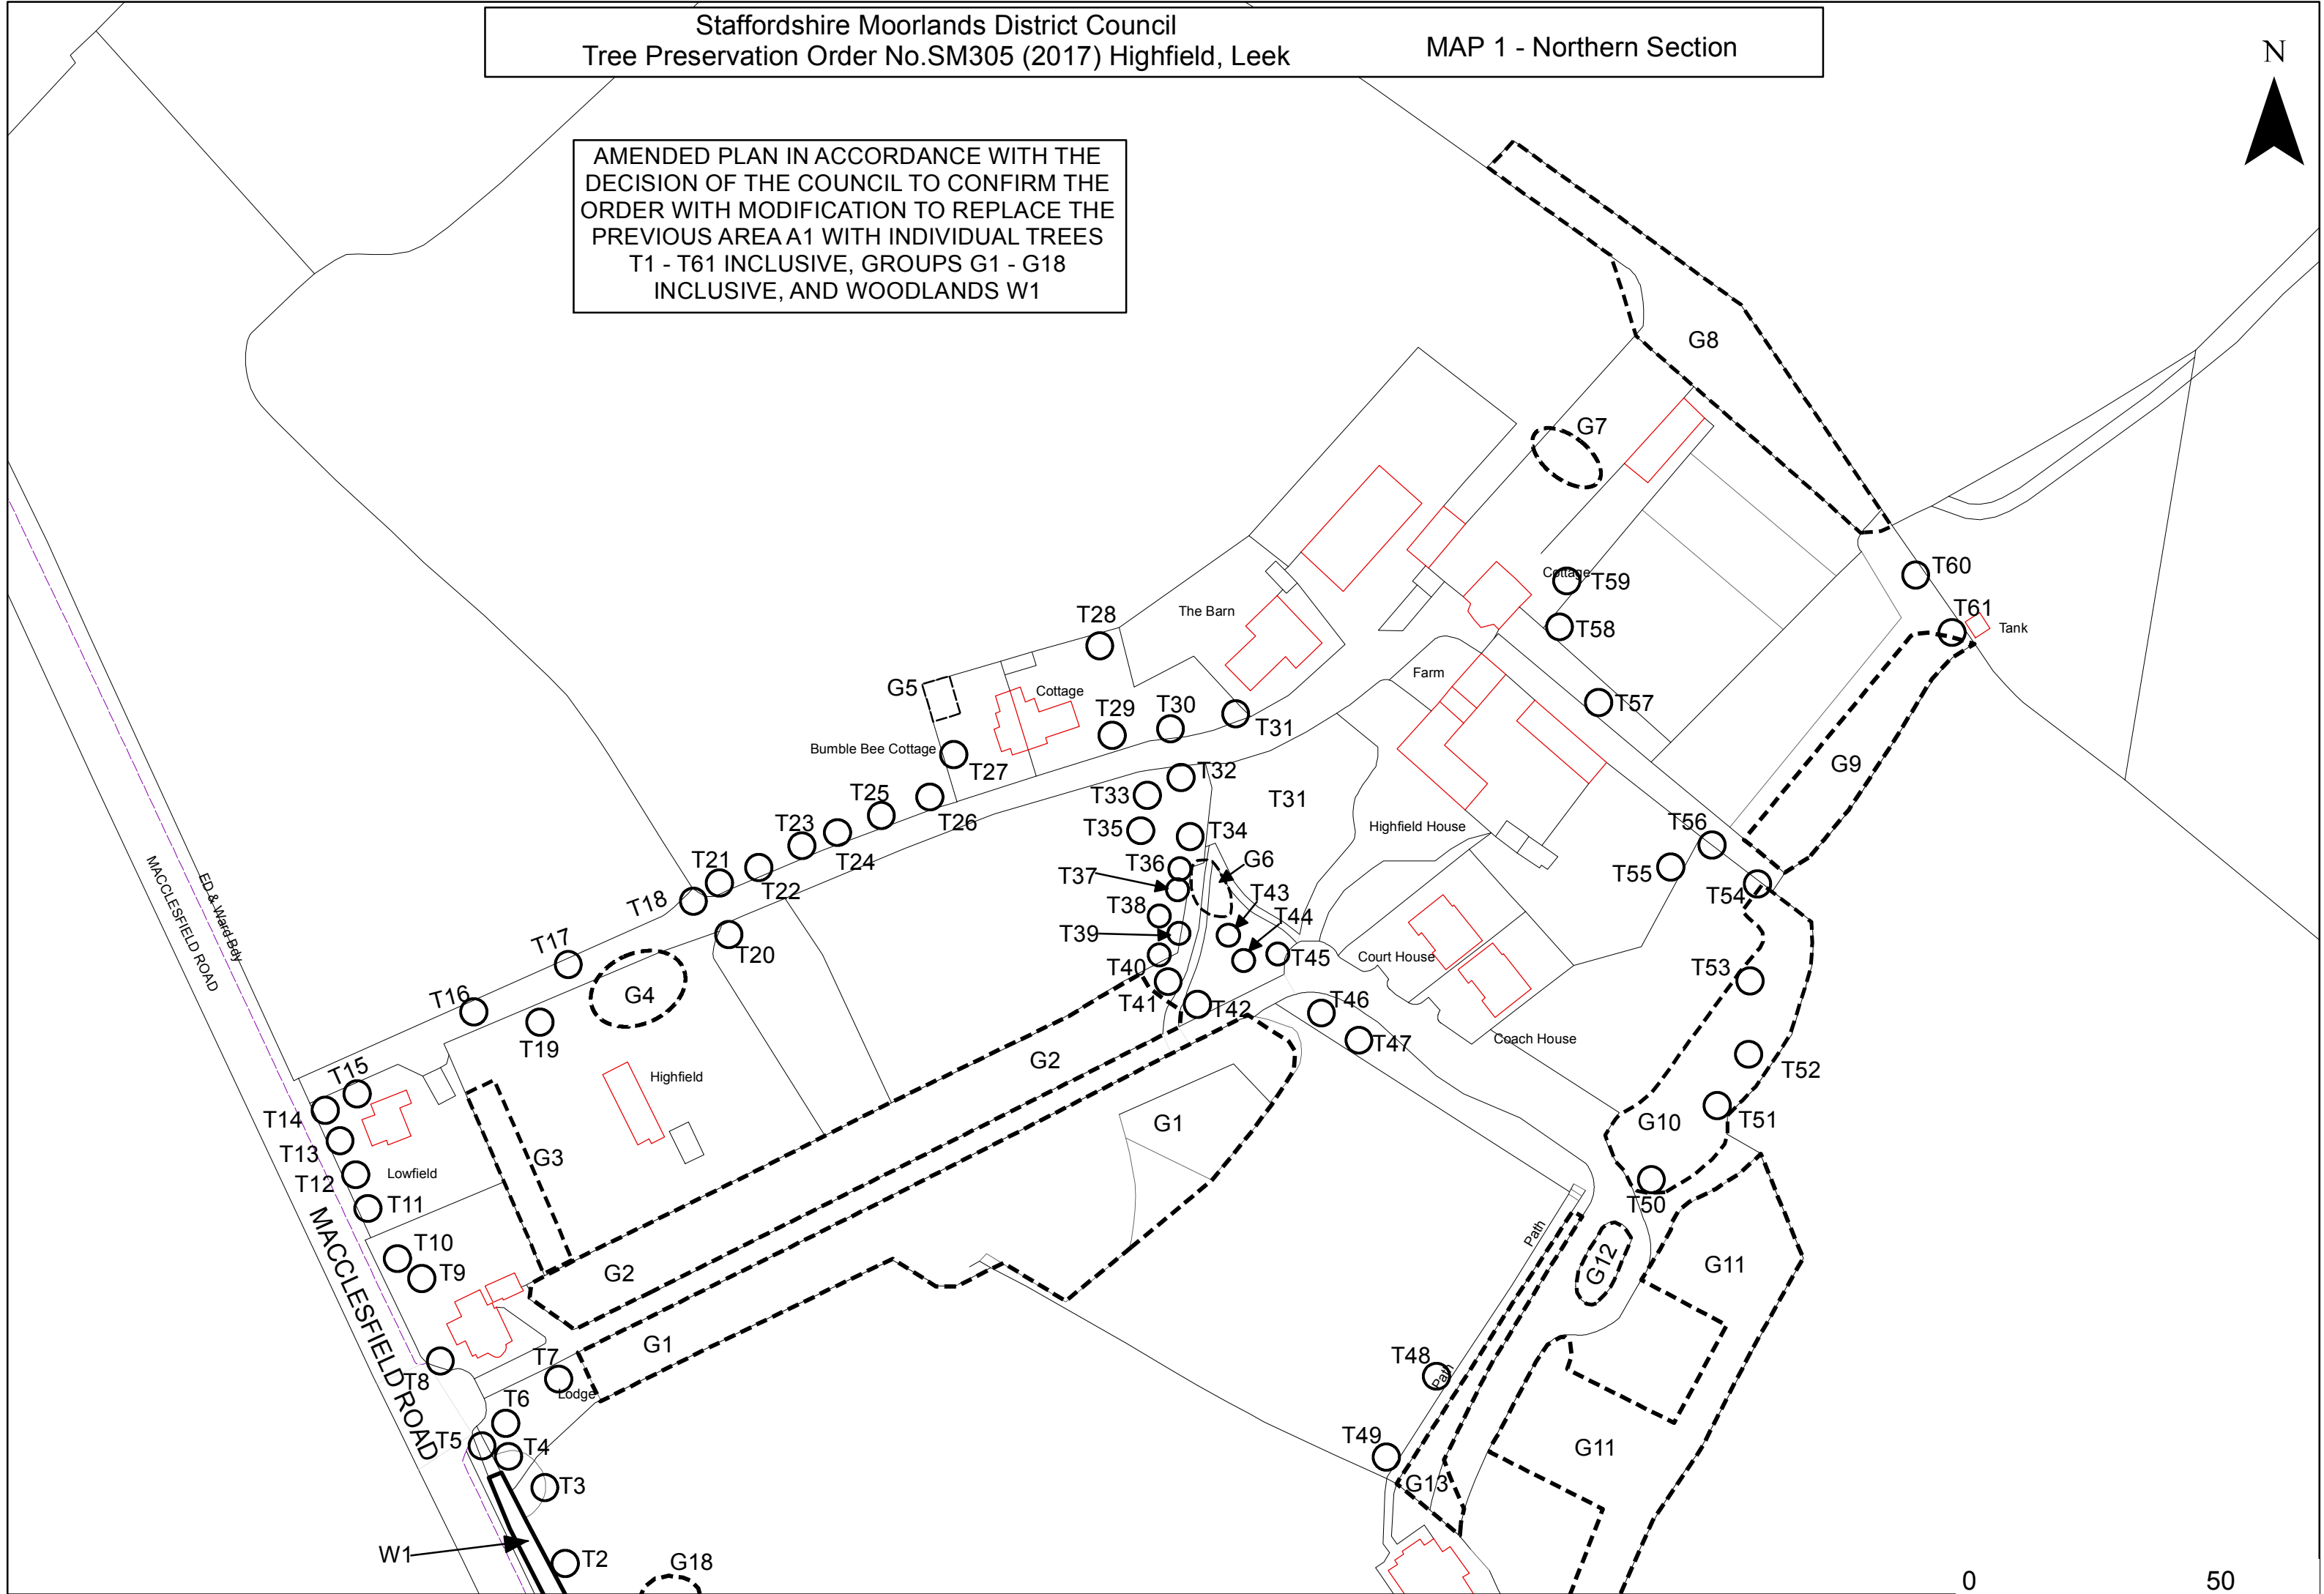 Staffordshire Moorlands District Council
Tree Preservation Order No.SM305 (2017) Highfield, Leek
MAP 1 - Northern Section
N
AMENDED PLAN IN ACCORDANCE WITH THE
DECISION OF THE COUNCIL TO CONFIRM THE
ORDER WITH MODIFICATION TO REPLACE THE
PREVIOUS AREA A1 WITH INDIVIDUAL TREES
T1 - T61 INCLUSIVE, GROUPS G1 - G18
INCLUSIVE, AND WOODLANDS W1
G8
G7
T60
Cottage
T59
T61
Tank
T58
The Barn
T28
Farm
G5
Cottage
T57
T29
T30
T31
Bumble Bee Cottage
T27
G9
T32
T33
T31
T25
T26
T23
T24
T35
T34
Highfield House
T56
T21
T22
T36
G6
T37
T55
T54
T43
T18
T38
T44
T39
T17
T20
T40
T45
Court House
T53
G4
T16
T41
T42
T46
T19
T47
Coach House
ED & Ward Bdy
MACCLESFIELD ROAD
G2
T52
T15
Highfield
T14
G1
G10
T51
T13
G3
T12
Lowfield
T11
T50
MACCLESFIELD ROAD
Path
T10
T9
G12
G11
G2
G1
T7
T8
Lodge
T48
Path
T6
T5
T4
T49
G11
T3
G13
W1
T2
G18
0
50